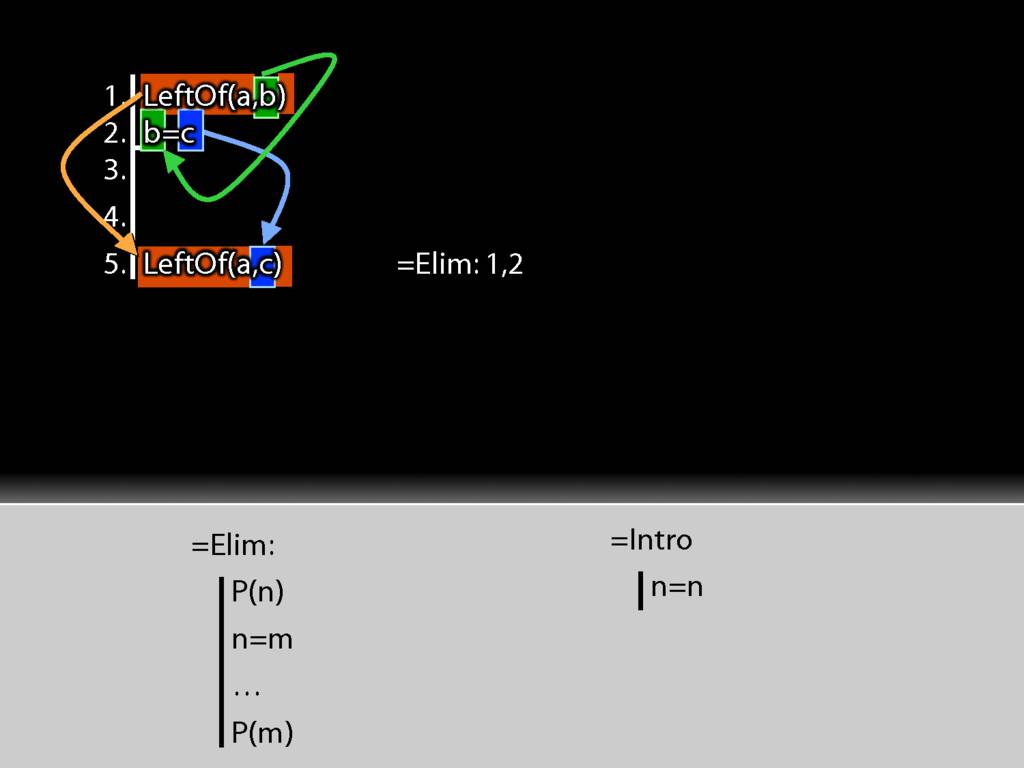 1. LeftOf(a,b)
2. b=c
3.
4.
5. LeftOf(a,c) =Elim: 1,2
=Elim:
P(n)
n=m
…
P(m)
=Intro
n=n